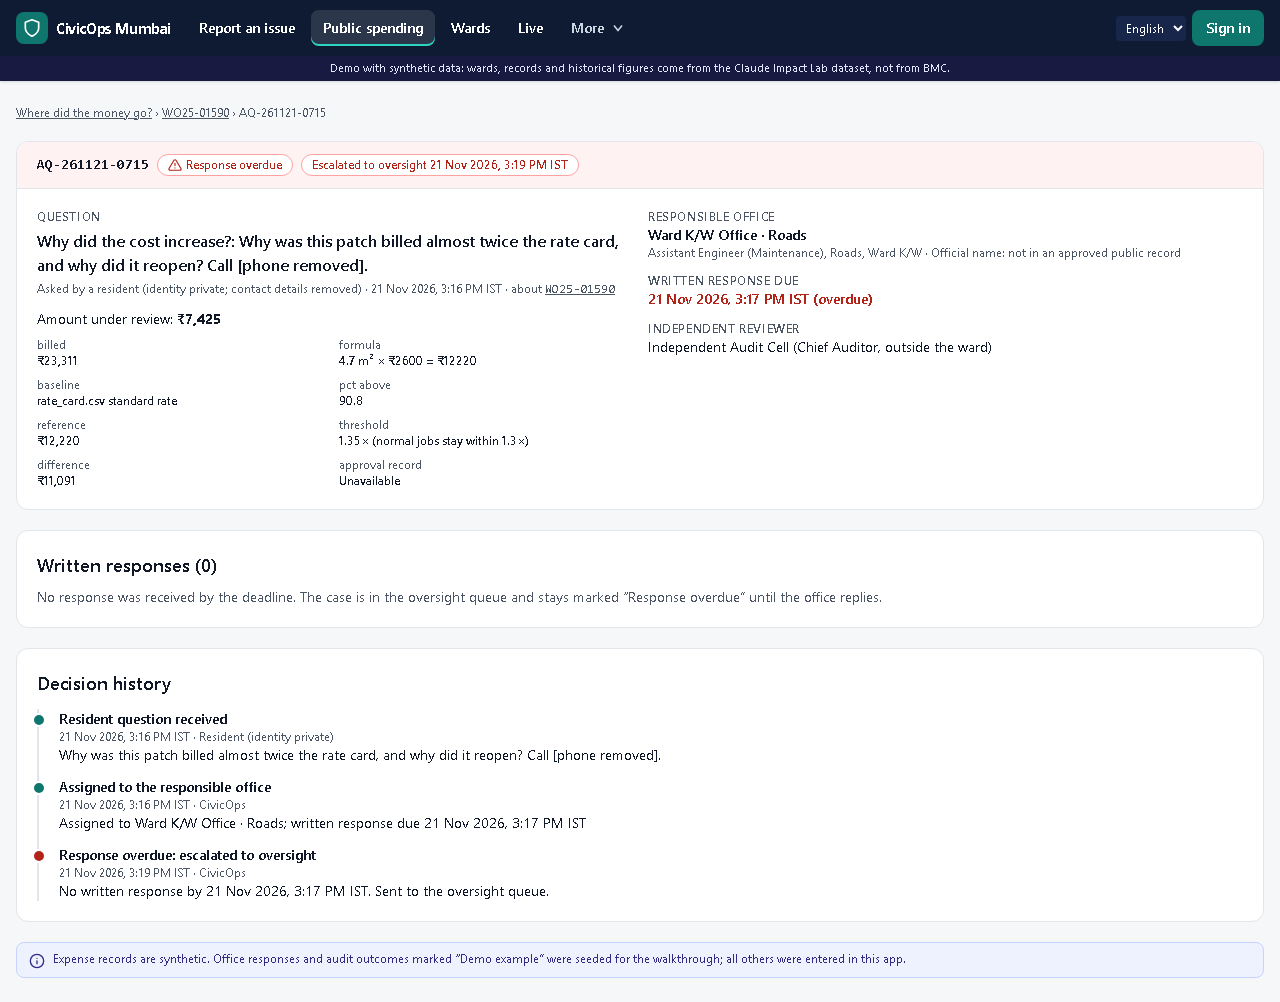 CivicOps Mumbai
Report an issue
Public spending
Wards
Live
More
English
Sign in
Demo with synthetic data: wards, records and historical figures come from the Claude Impact Lab dataset, not from BMC.
Where did the money go? › WO25-01590 › AQ-261121-0715
AQ-261121-0715
Response overdue
Escalated to oversight 21 Nov 2026, 3:19 PM IST
QUESTION
Why did the cost increase?: Why was this patch billed almost twice the rate card,
and why did it reopen? Call [phone removed].
Asked by a resident (identity private; contact details removed) · 21 Nov 2026, 3:16 PM IST · about WO25-01590
Amount under review: ₹7,425
billed
₹23,311
formula
4.7 m² × ₹2600 = ₹12220
baseline
rate_card.csv standard rate
pct above
90.8
reference
₹12,220
threshold
1.35× (normal jobs stay within 1.3×)
difference
₹11,091
approval record
Unavailable
RESPONSIBLE OFFICE
Ward K/W Office · Roads
Assistant Engineer (Maintenance), Roads, Ward K/W · Official name: not in an approved public record
WRITTEN RESPONSE DUE
21 Nov 2026, 3:17 PM IST (overdue)
INDEPENDENT REVIEWER
Independent Audit Cell (Chief Auditor, outside the ward)
Written responses (0)
No response was received by the deadline. The case is in the oversight queue and stays marked “Response overdue” until the office replies.
Decision history
Resident question received
21 Nov 2026, 3:16 PM IST · Resident (identity private)
Why was this patch billed almost twice the rate card, and why did it reopen? Call [phone removed].
Assigned to the responsible office
21 Nov 2026, 3:16 PM IST · CivicOps
Assigned to Ward K/W Office · Roads; written response due 21 Nov 2026, 3:17 PM IST
Response overdue: escalated to oversight
21 Nov 2026, 3:19 PM IST · CivicOps
No written response by 21 Nov 2026, 3:17 PM IST. Sent to the oversight queue.
Expense records are synthetic. Office responses and audit outcomes marked “Demo example” were seeded for the walkthrough; all others were entered in this app.